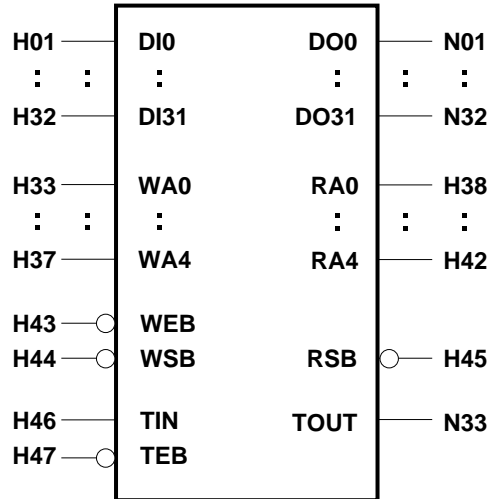 H01 DI0 DO0 N01
: : : : : :
H32 DI31 DO31 N32
H33 WA0 RA0 H38
: : : : : :
H37 WA4 RA4 H42
H43 WEB
H44 WSB RSB H45
H46 TIN TOUT N33
H47 TEB